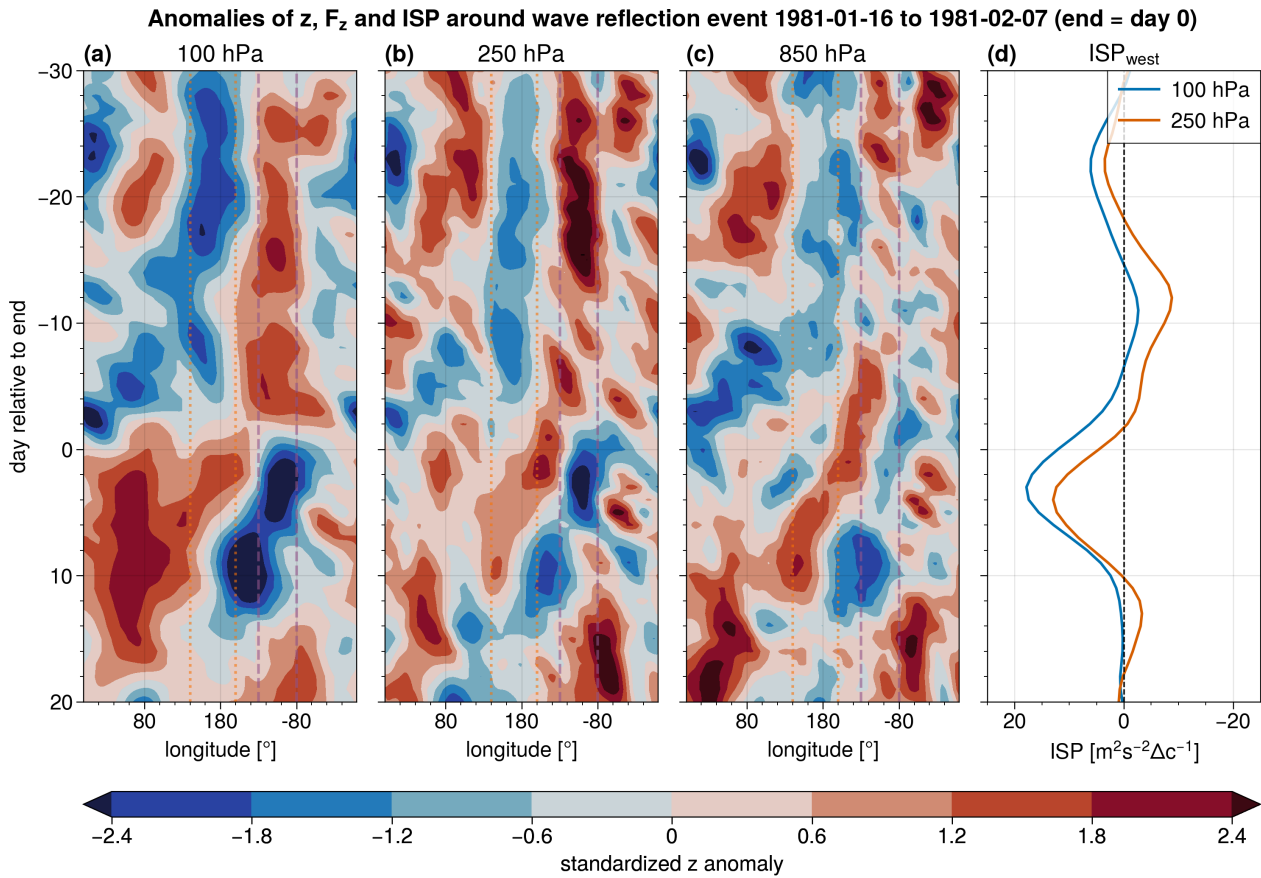 Anomalies of z, F_z and ISP around wave reflection event 1981-01-16 to 1981-02-07 (end = day 0)
(a) 100 hPa
(b) 250 hPa
(c) 850 hPa
(d) ISP_west
100 hPa
250 hPa
day relative to end
−30
−20
−10
0
10
20
80 180 -80
80 180 -80
80 180 -80
20 0 −20
longitude [°]
longitude [°]
longitude [°]
ISP [m²s⁻²Δc⁻¹]
−2.4 −1.8 −1.2 −0.6 0 0.6 1.2 1.8 2.4
standardized z anomaly